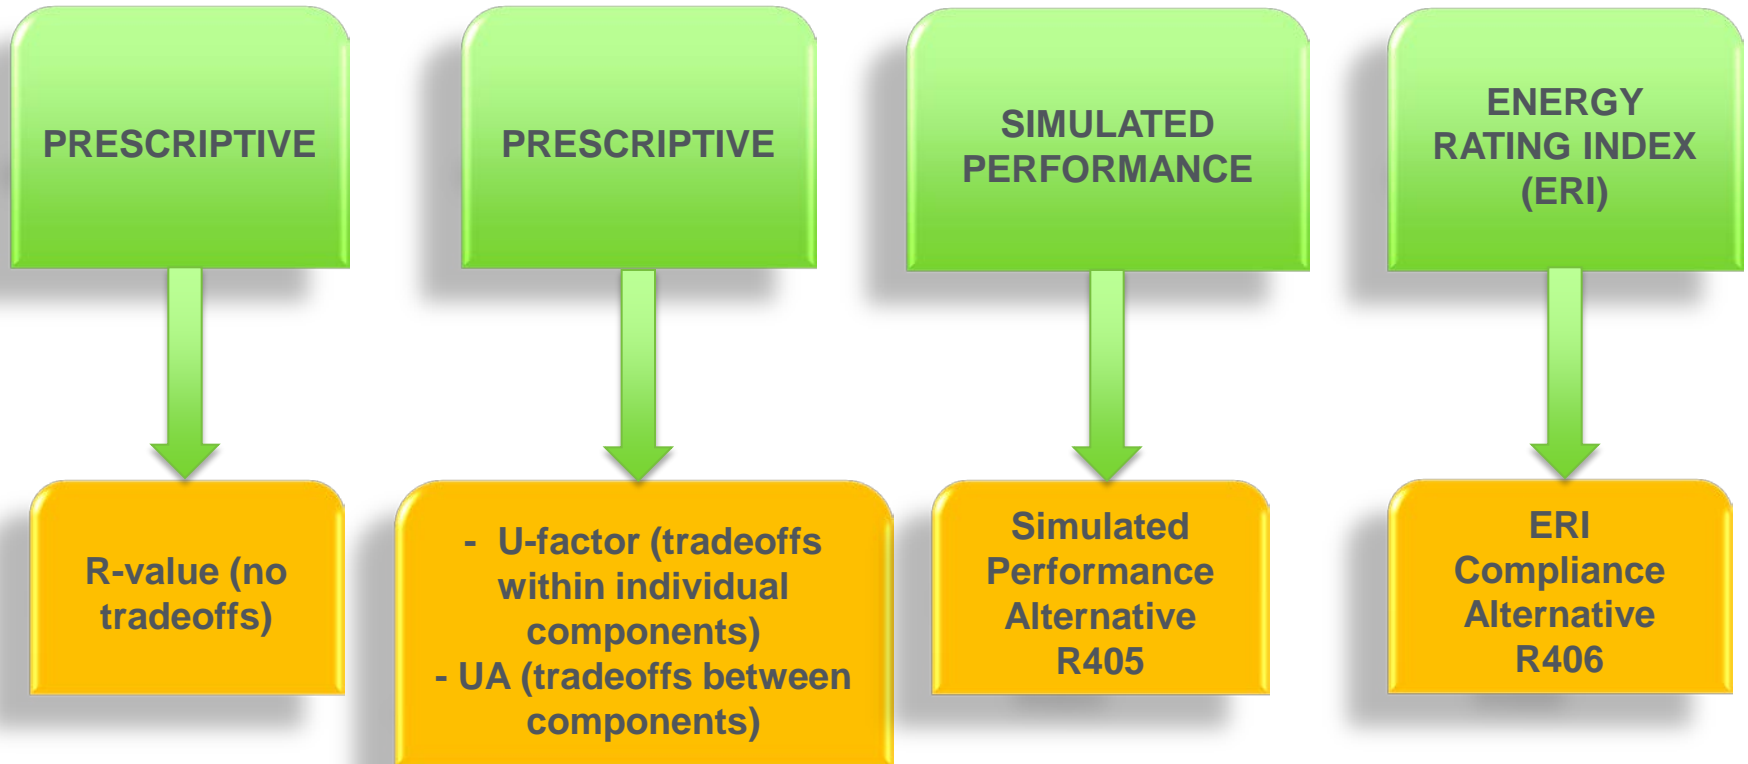 PRESCRIPTIVE
R-value (no
tradeoffs)
PRESCRIPTIVE
- U-factor (tradeoffs
within individual
components)
- UA (tradeoffs between
components)
SIMULATED
PERFORMANCE
Simulated
Performance
Alternative
R405
ENERGY
RATING INDEX
(ERI)
ERI
Compliance
Alternative
R406